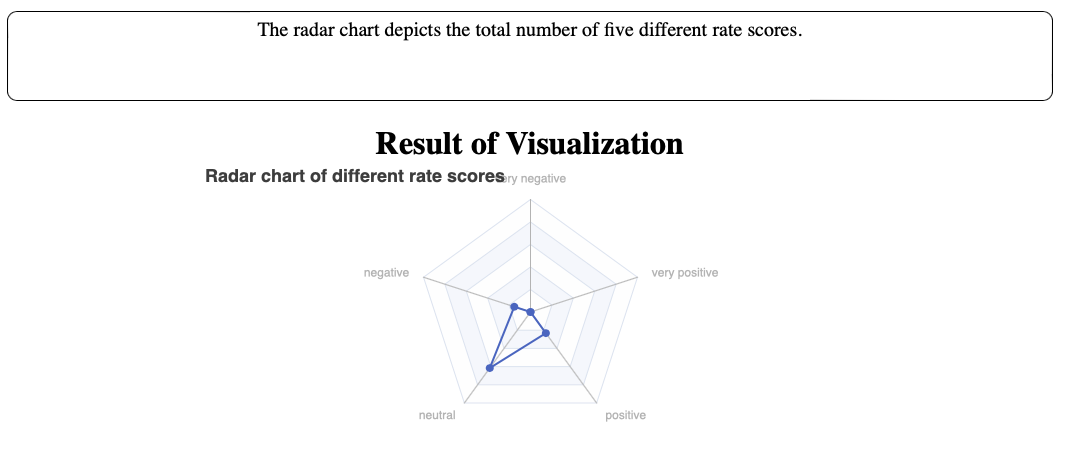 The radar chart depicts the total number of five different rate scores.
Result of Visualization
Radar chart of different rate scores
ery negative
negative
very positive
neutral
positive